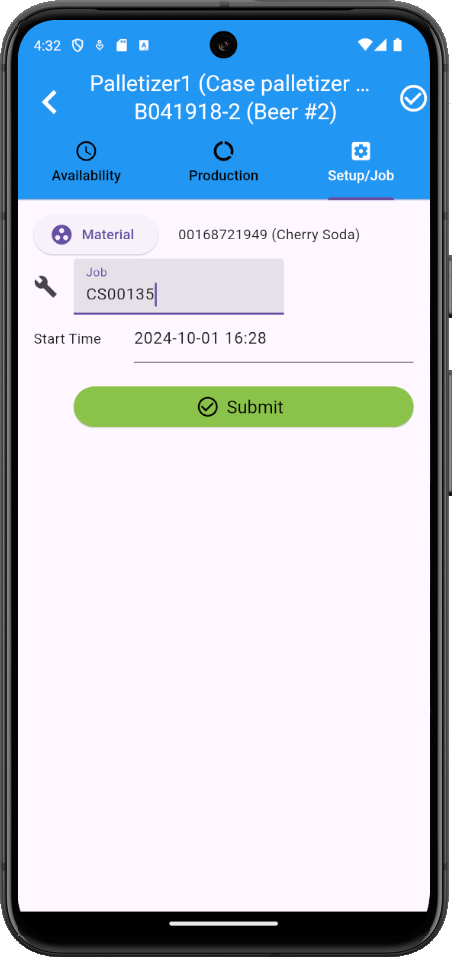 4:32
Palletizer1 (Case palletizer ...
B041918-2 (Beer #2)
Availability
Production
Setup/Job
Material
00168721949 (Cherry Soda)
Job
CS00135
Start Time
2024-10-01 16:28
Submit